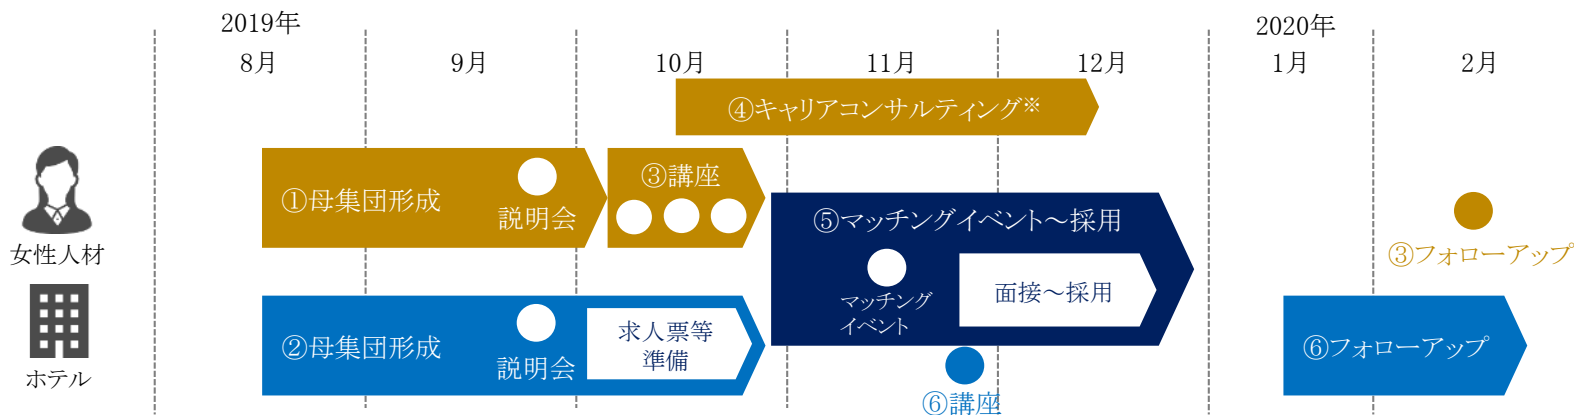 2019年
2020年
8月
9月
10月
11月
12月
1月
2月
④キャリアコンサルティング※
①母集団形成
説明会
③講座
⑤マッチングイベント～採用
マッチング
イベント
面接～採用
女性人材
③フォローアップ
②母集団形成
説明会
求人票等
準備
⑥フォローアップ
ホテル
⑥講座